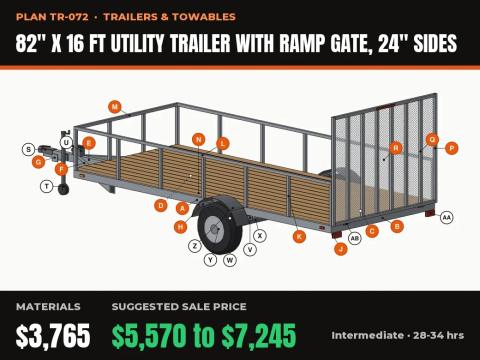 PLAN TR-072 · TRAILERS & TOWABLES
82" X 16 FT UTILITY TRAILER WITH RAMP GATE, 24" SIDES
M
S
U
E
G
F
T
N
L
R
Q
P
D
A
H
Z
Y
W
V
X
K
J
AB
C
B
AA
MATERIALS
$3,765
SUGGESTED SALE PRICE
$5,570 to $7,245
Intermediate · 28-34 hrs